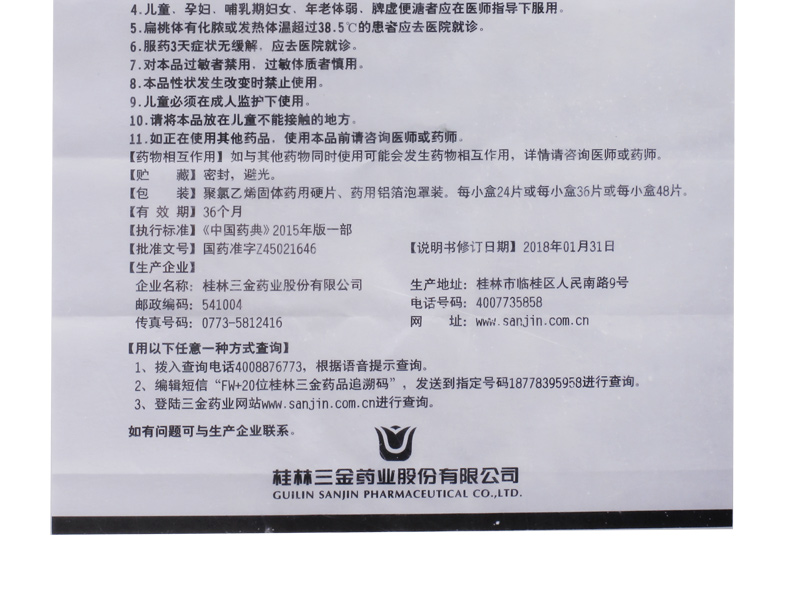 4.儿童、孕妇、哺乳期妇女、年老体弱、脾虚便溏者应在医师指导下服用。
5.扁桃体有化脓或发热体温超过38.5℃的患者应去医院就诊。
6.服药3天症状无缓解，应去医院就诊。
7.对本品过敏者禁用，过敏体质者慎用。
8.本品性状发生改变时禁止使用。
9.儿童必须在成人监护下使用。
10.请将本品放在儿童不能接触的地方。
11.如正在使用其他药品，使用本品前请咨询医师或药师。
【药物相互作用】如与其他药物同时使用可能会发生药物相互作用，详情请咨询医师或药师。
【贮 藏】密封，避光。
【包 装】聚氯乙烯固体药用硬片、药用铝箔泡罩装。每小盒24片或每小盒36片或每小盒48片。
【有 效 期】36个月
【执行标准】《中国药典》2015年版一部
【批准文号】国药准字Z45021646 【说明书修订日期】2018年01月31日
【生产企业】
企业名称：桂林三金药业股份有限公司 生产地址：桂林市临桂区人民南路9号
邮政编码：541004 电话号码：4007735858
传真号码：0773-5812416 网 址：www.sanjin.com.cn
【用以下任意一种方式查询】
1、拨入查询电话4008876773，根据语音提示查询。
2、编辑短信“FW+20位桂林三金药品追溯码”，发送到指定号码18778395958进行查询。
3、登陆三金药业网站www.sanjin.com.cn进行查询。
如有问题可与生产企业联系。
桂林三金药业股份有限公司
GUILIN SANJIN PHARMACEUTICAL CO.,LTD.